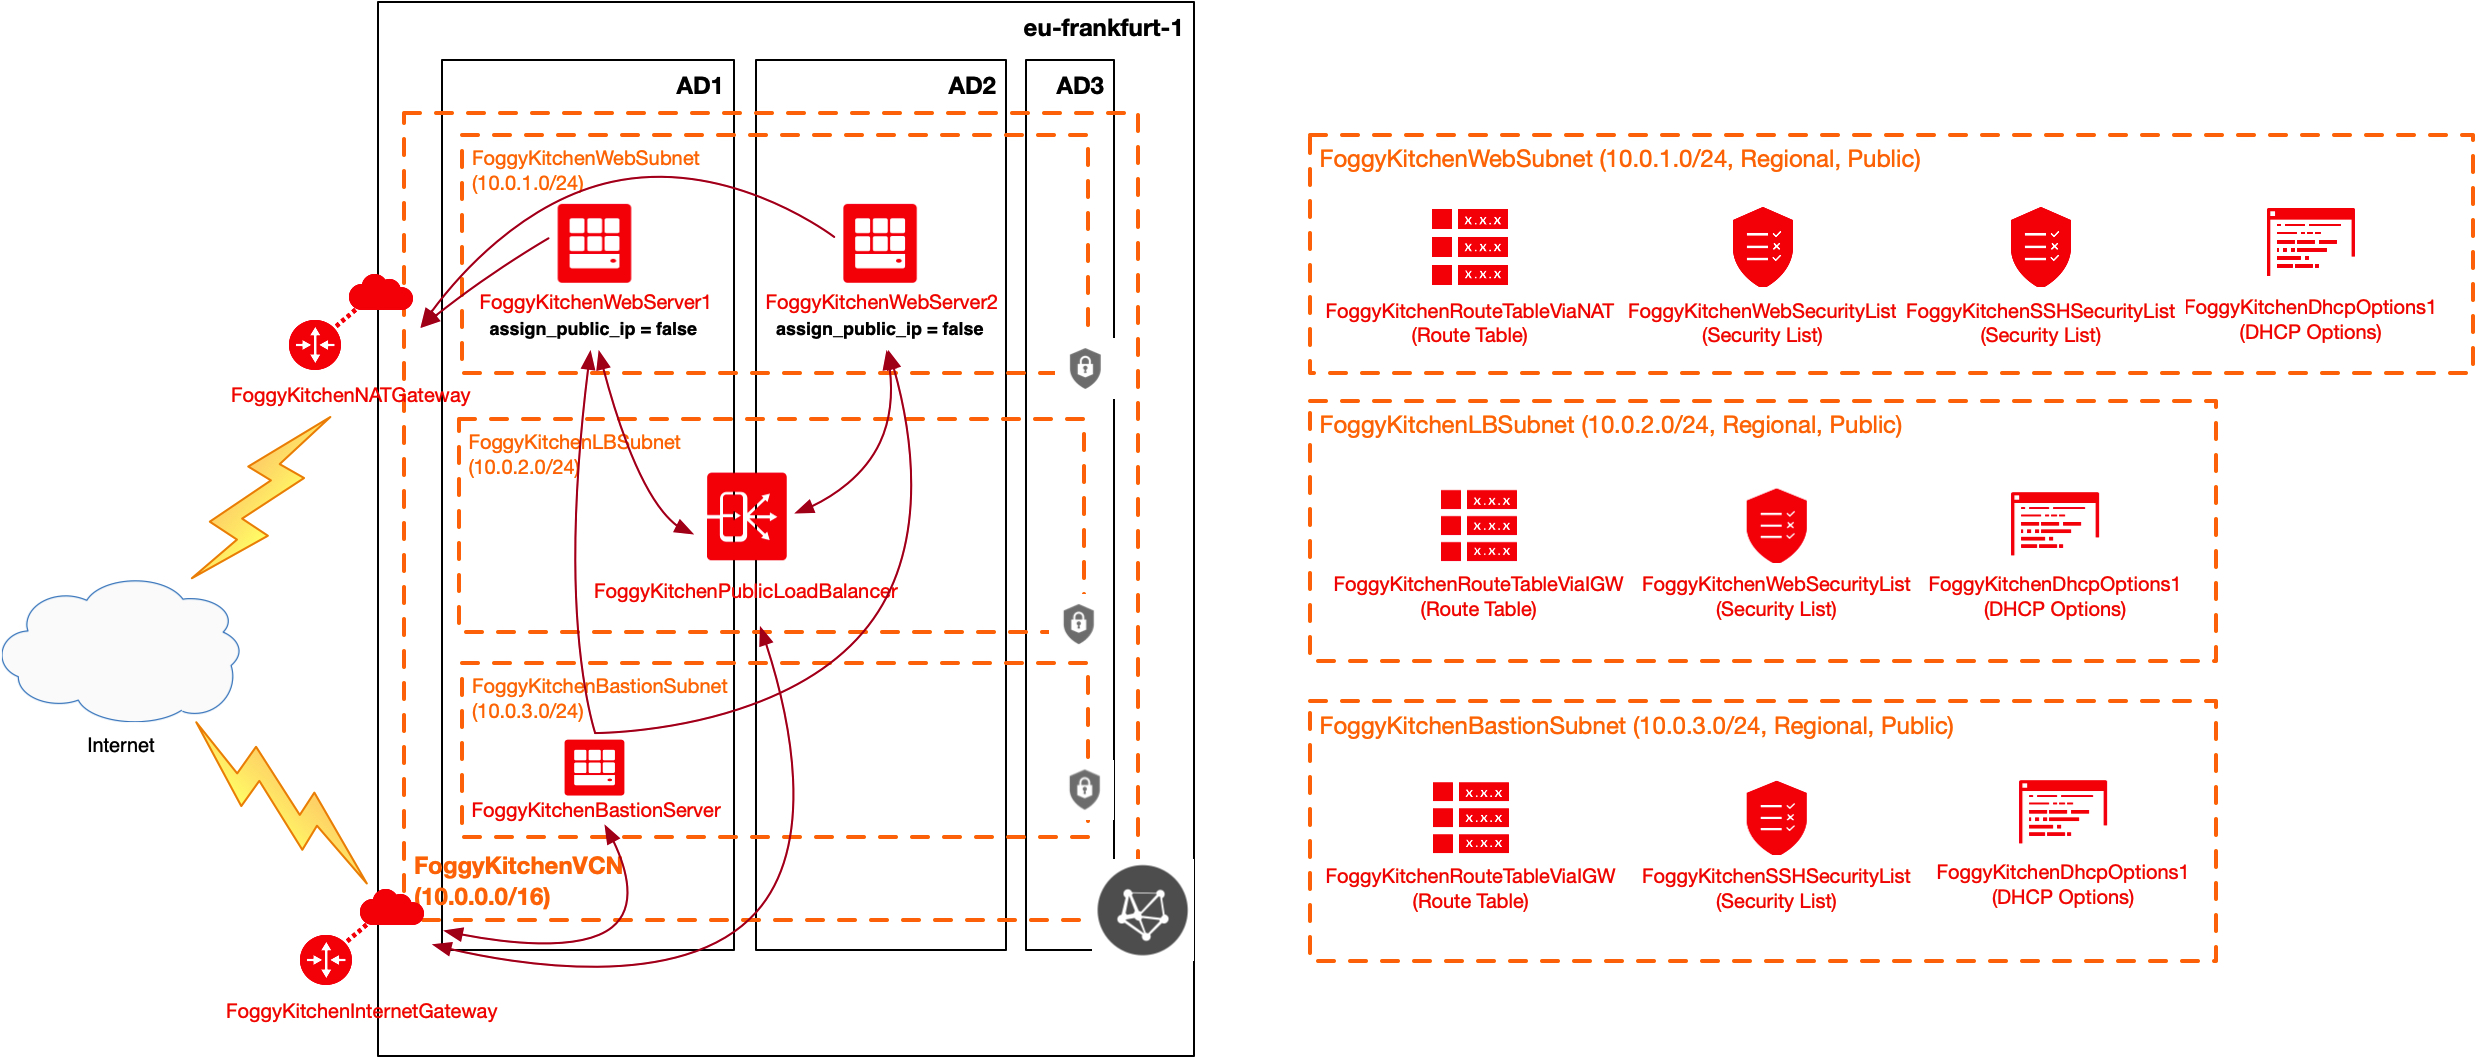 eu-frankfurt-1
AD1
AD2
AD3
FoggyKitchenWebSubnet
(10.0.1.0/24)
FoggyKitchenWebServer1
assign_public_ip = false
FoggyKitchenWebServer2
assign_public_ip = false
FoggyKitchenNATGateway
FoggyKitchenLBSubnet
(10.0.2.0/24)
FoggyKitchenPublicLoadBalancer
FoggyKitchenBastionSubnet
(10.0.3.0/24)
FoggyKitchenBastionServer
Internet
FoggyKitchenVCN
(10.0.0.0/16)
FoggyKitchenInternetGateway
FoggyKitchenWebSubnet (10.0.1.0/24, Regional, Public)
x.x.x
x.x.x
x.x.x
FoggyKitchenRouteTableViaNAT
(Route Table)
FoggyKitchenWebSecurityList
(Security List)
FoggyKitchenSSHSecurityList
(Security List)
FoggyKitchenDhcpOptions1
(DHCP Options)
FoggyKitchenLBSubnet (10.0.2.0/24, Regional, Public)
x.x.x
x.x.x
x.x.x
FoggyKitchenRouteTableViaIGW
(Route Table)
FoggyKitchenWebSecurityList
(Security List)
FoggyKitchenDhcpOptions1
(DHCP Options)
FoggyKitchenBastionSubnet (10.0.3.0/24, Regional, Public)
x.x.x
x.x.x
x.x.x
FoggyKitchenRouteTableViaIGW
(Route Table)
FoggyKitchenSSHSecurityList
(Security List)
FoggyKitchenDhcpOptions1
(DHCP Options)